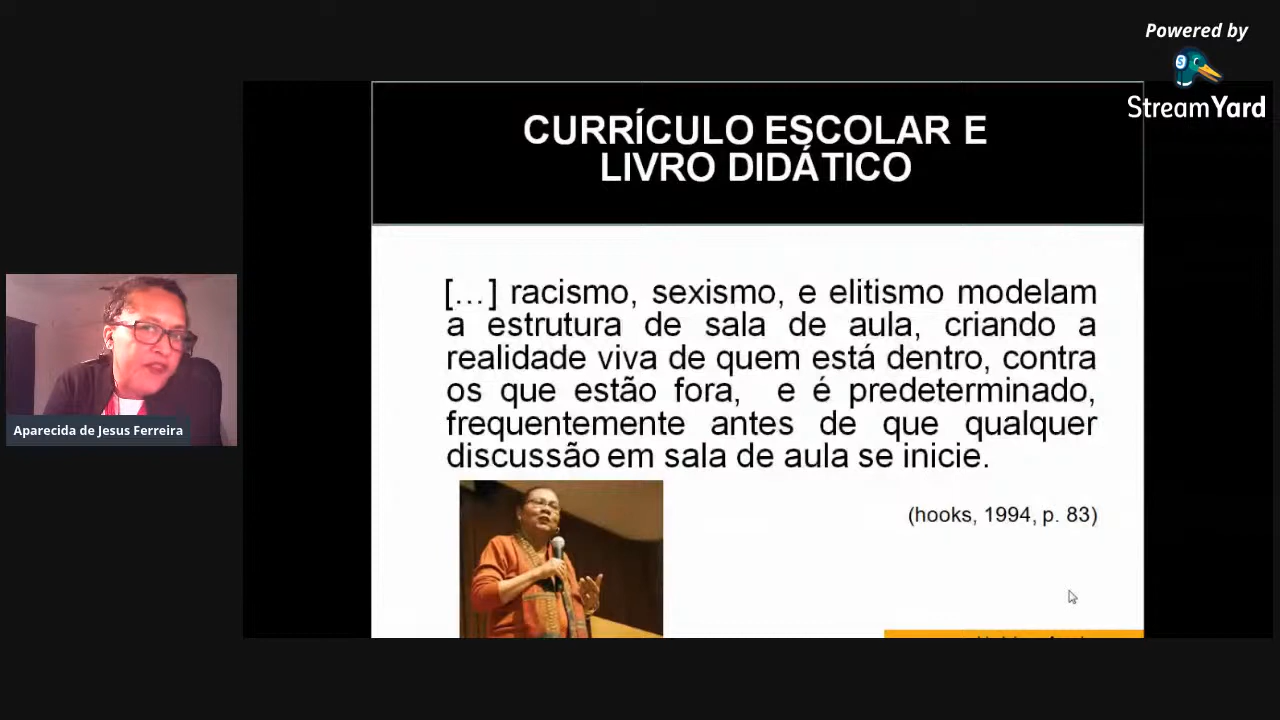 Powered by
StreamYard
CURRÍCULO ESCOLAR E
LIVRO DIDÁTICO
[...] racismo, sexismo, e elitismo modelam
a estrutura de sala de aula, criando a
realidade viva de quem está dentro, contra
os que estão fora, e é predeterminado,
frequentemente antes de que qualquer
discussão em sala de aula se inicie.
(hooks, 1994, p. 83)
Aparecida de Jesus Ferreira